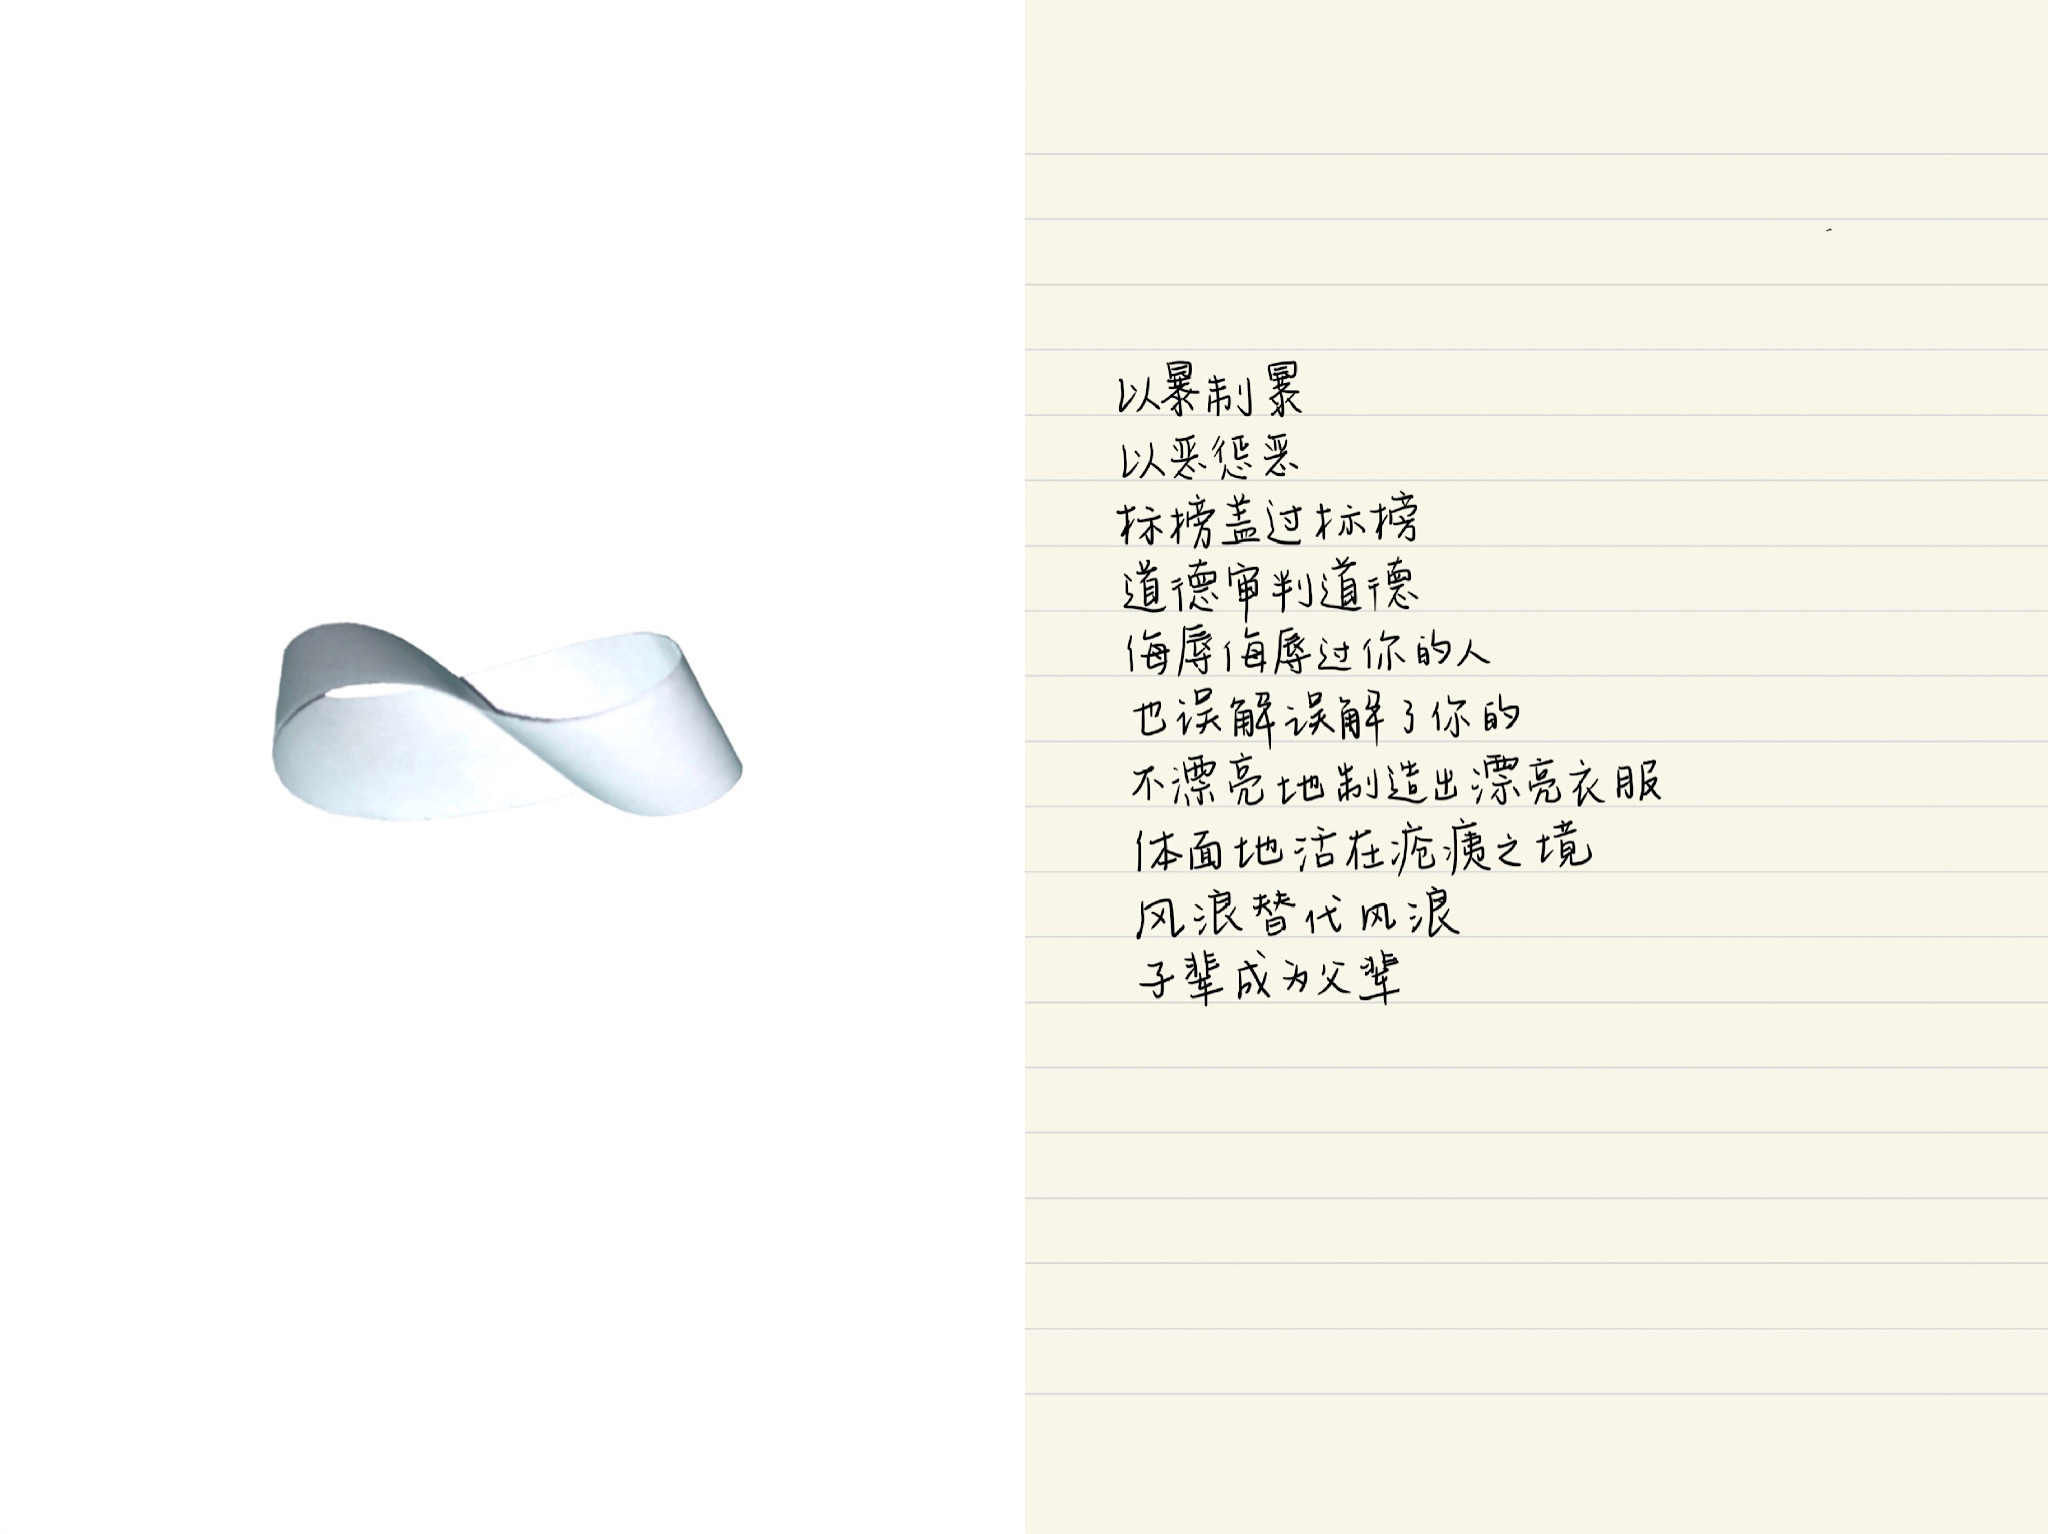 以暴制暴
以恶惩恶
标榜盖过标榜
道德审判道德
侮辱侮辱过你的人
也误解误解了你的
不漂亮地制造出漂亮衣服
体面地活在疮痍之境
风浪替代风浪
子辈成为父辈